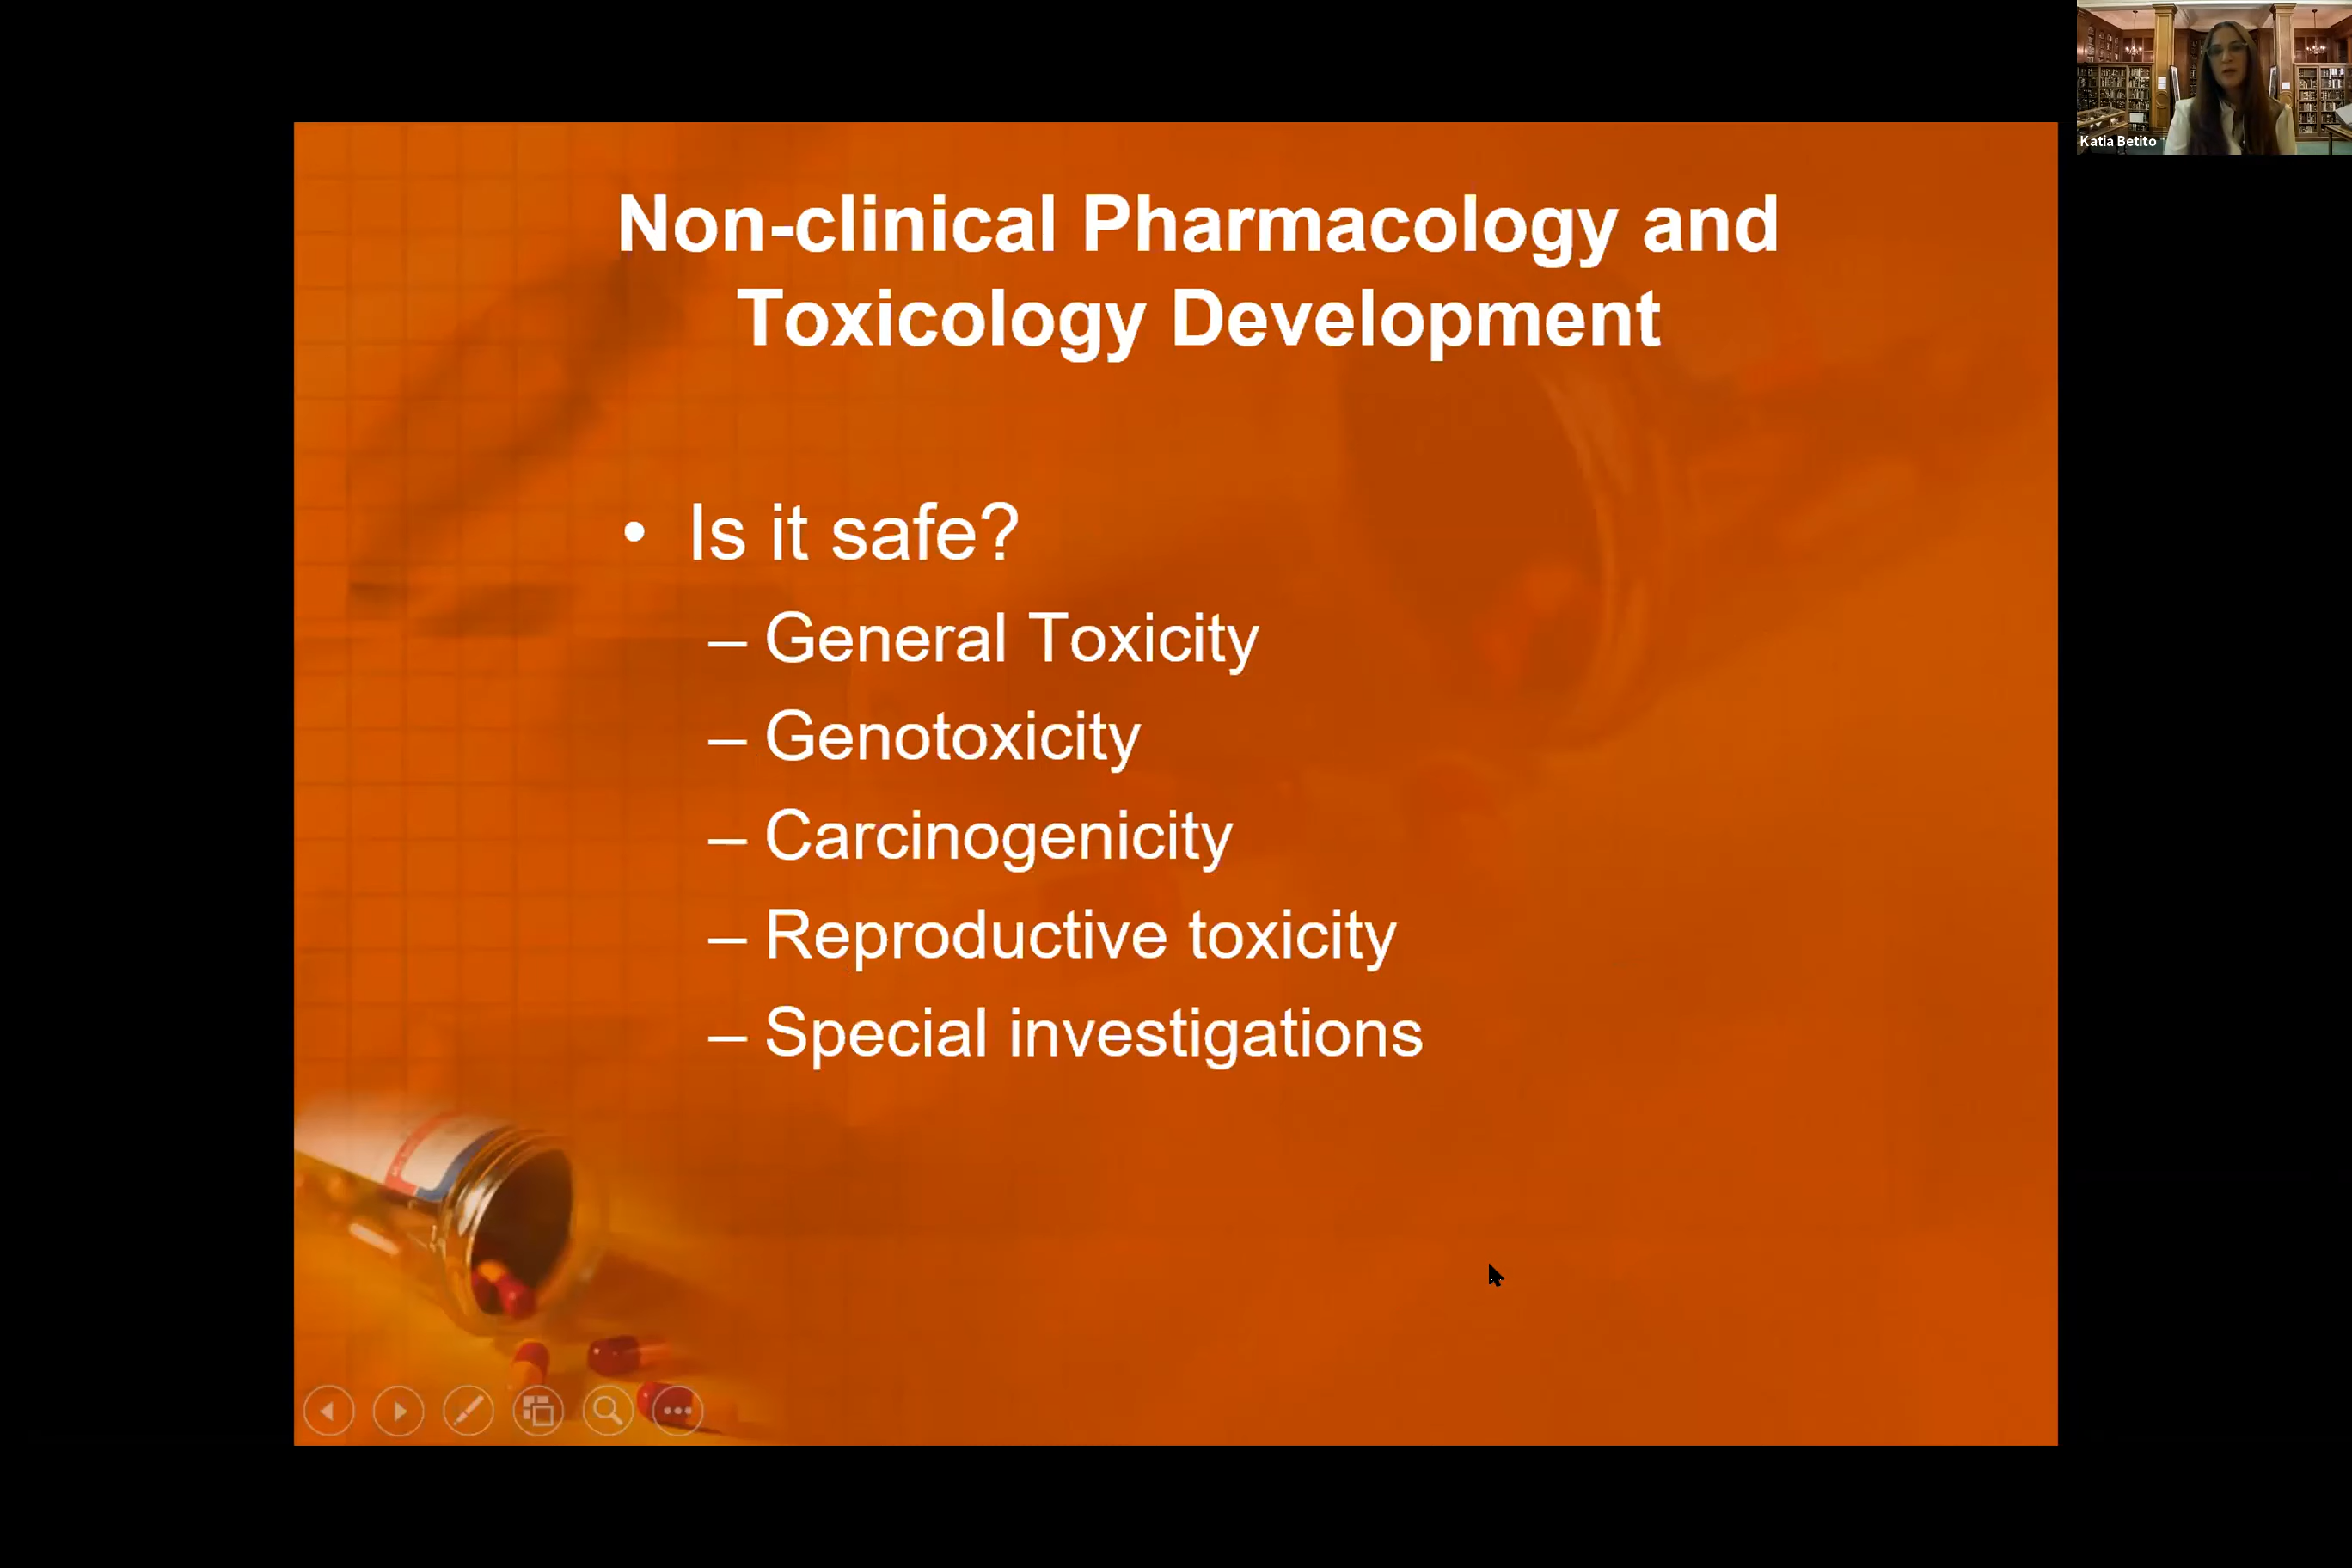 Katia Betito
Non-clinical Pharmacology and
Toxicology Development
• Is it safe?
– General Toxicity
– Genotoxicity
– Carcinogenicity
– Reproductive toxicity
– Special investigations